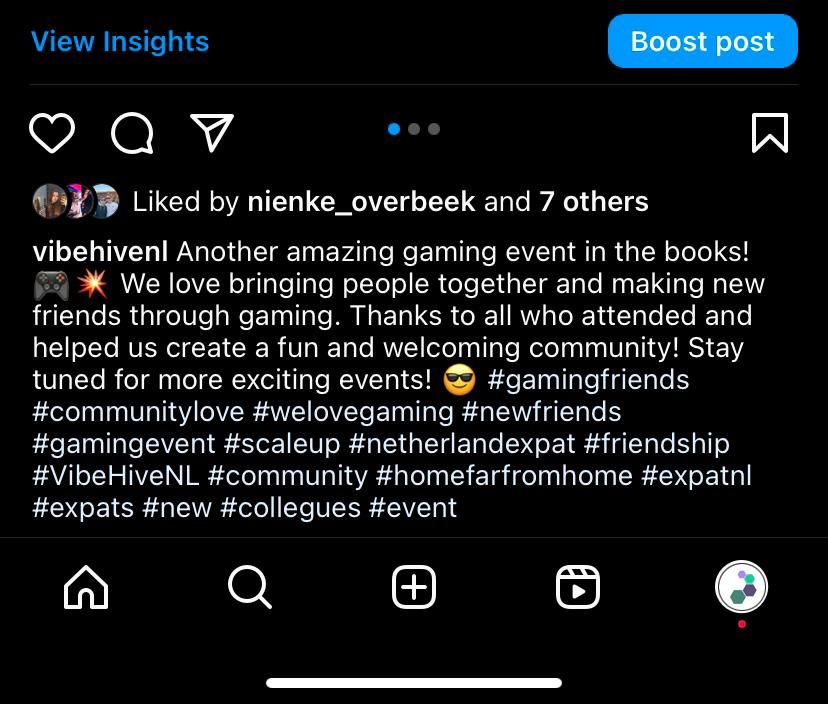 View Insights
Boost post
Liked by nienke_overbeek and 7 others
vibehivenl Another amazing gaming event in the books!
🎮💥 We love bringing people together and making new
friends through gaming. Thanks to all who attended and
helped us create a fun and welcoming community! Stay
tuned for more exciting events! 😎 #gamingfriends
#communitylove #welovegaming #newfriends
#gamingevent #scaleup #netherlandexpat #friendship
#VibeHiveNL #community #homefarfromhome #expatnl
#expats #new #collegues #event